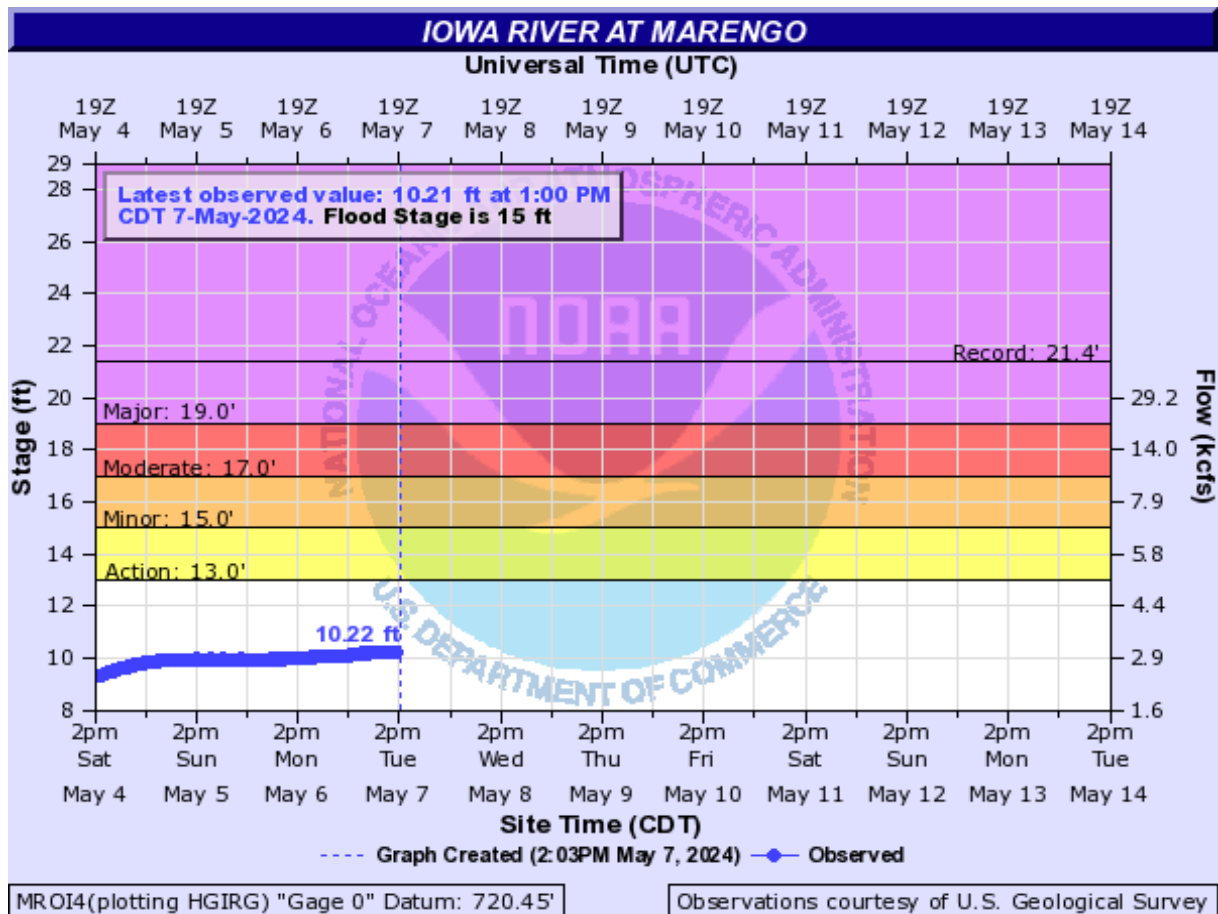 IOWA RIVER AT MARENGO
Universal Time (UTC)
19Z 19Z 19Z 19Z 19Z 19Z 19Z 19Z 19Z 19Z 19Z
May 4 May 5 May 6 May 7 May 8 May 9 May 10 May 11 May 12 May 13 May 14
Latest observed value: 10.21 ft at 1:00 PM
CDT 7-May-2024. Flood Stage is 15 ft
NATIONAL OCEANIC AND ATMOSPHERIC ADMINISTRATION
NOAA
U.S. DEPARTMENT OF COMMERCE
Stage (ft)
29
28
26
24
22
20
18
16
14
12
10
8
Record: 21.4'
Major: 19.0'
Moderate: 17.0'
Minor: 15.0'
Action: 13.0'
10.22 ft
Flow (kcfs)
29.2
14.0
7.9
5.8
4.4
2.9
1.6
2pm 2pm 2pm 2pm 2pm 2pm 2pm 2pm 2pm 2pm 2pm
Sat Sun Mon Tue Wed Thu Fri Sat Sun Mon Tue
May 4 May 5 May 6 May 7 May 8 May 9 May 10 May 11 May 12 May 13 May 14
Site Time (CDT)
Graph Created (2:03PM May 7, 2024) Observed
MROI4(plotting HGIRG) "Gage 0" Datum: 720.45'
Observations courtesy of U.S. Geological Survey